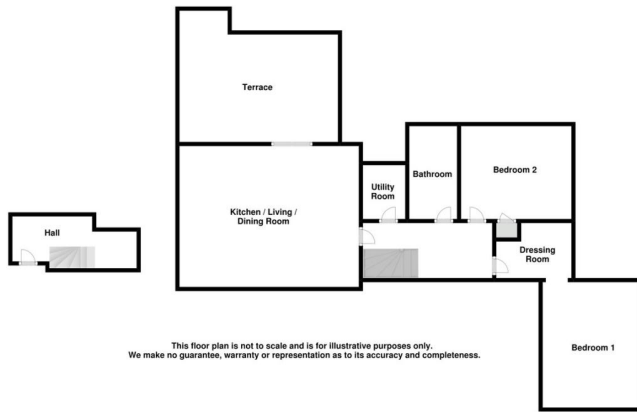 Terrace
Bedroom 2
Bathroom
Utility
Room
Kitchen / Living /
Dining Room
Hall
Dressing
Room
Bedroom 1
This floor plan is not to scale and is for illustrative purposes only.
We make no guarantee, warranty or representation as to its accuracy and completeness.